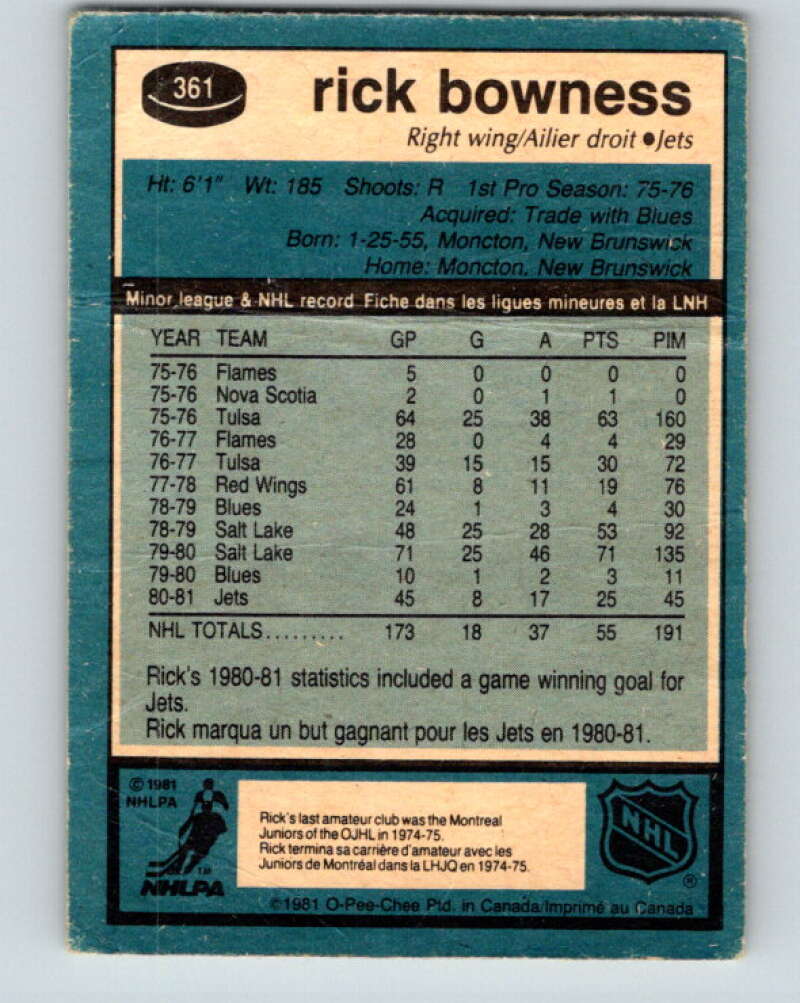 361
rick bowness
Right wing/Ailier droit ●Jets
Ht: 6'1" Wt: 185 Shoots: R 1st Pro Season: 75-76
Acquired: Trade with Blues
Born: 1-25-55, Moncton, New Brunswick
Home: Moncton, New Brunswick
Minor league & NHL record Fiche dans les ligues mineures et la LNH
YEAR TEAM GP G A PTS PIM
75-76 Flames 5 0 0 0 0
75-76 Nova Scotia 2 0 1 1 0
75-76 Tulsa 64 25 38 63 160
76-77 Flames 28 0 4 4 29
76-77 Tulsa 39 15 15 30 72
77-78 Red Wings 61 8 11 19 76
78-79 Blues 24 1 3 4 30
78-79 Salt Lake 48 25 28 53 92
79-80 Salt Lake 71 25 46 71 135
79-80 Blues 10 1 2 3 11
80-81 Jets 45 8 17 25 45
NHL TOTALS......... 173 18 37 55 191
Rick's 1980-81 statistics included a game winning goal for
Jets.
Rick marqua un but gagnant pour les Jets en 1980-81.
© 1981
NHLPA
TM
NHLPA
Rick's last amateur club was the Montreal
Juniors of the OJHL in 1974-75.
Rick termina sa carrière d'amateur avec les
Juniors de Montréal dans la LHJQ en 1974-75.
NHL
®
©1981 O-Pee-Chee Ptd. in Canada/Imprimé au Canada